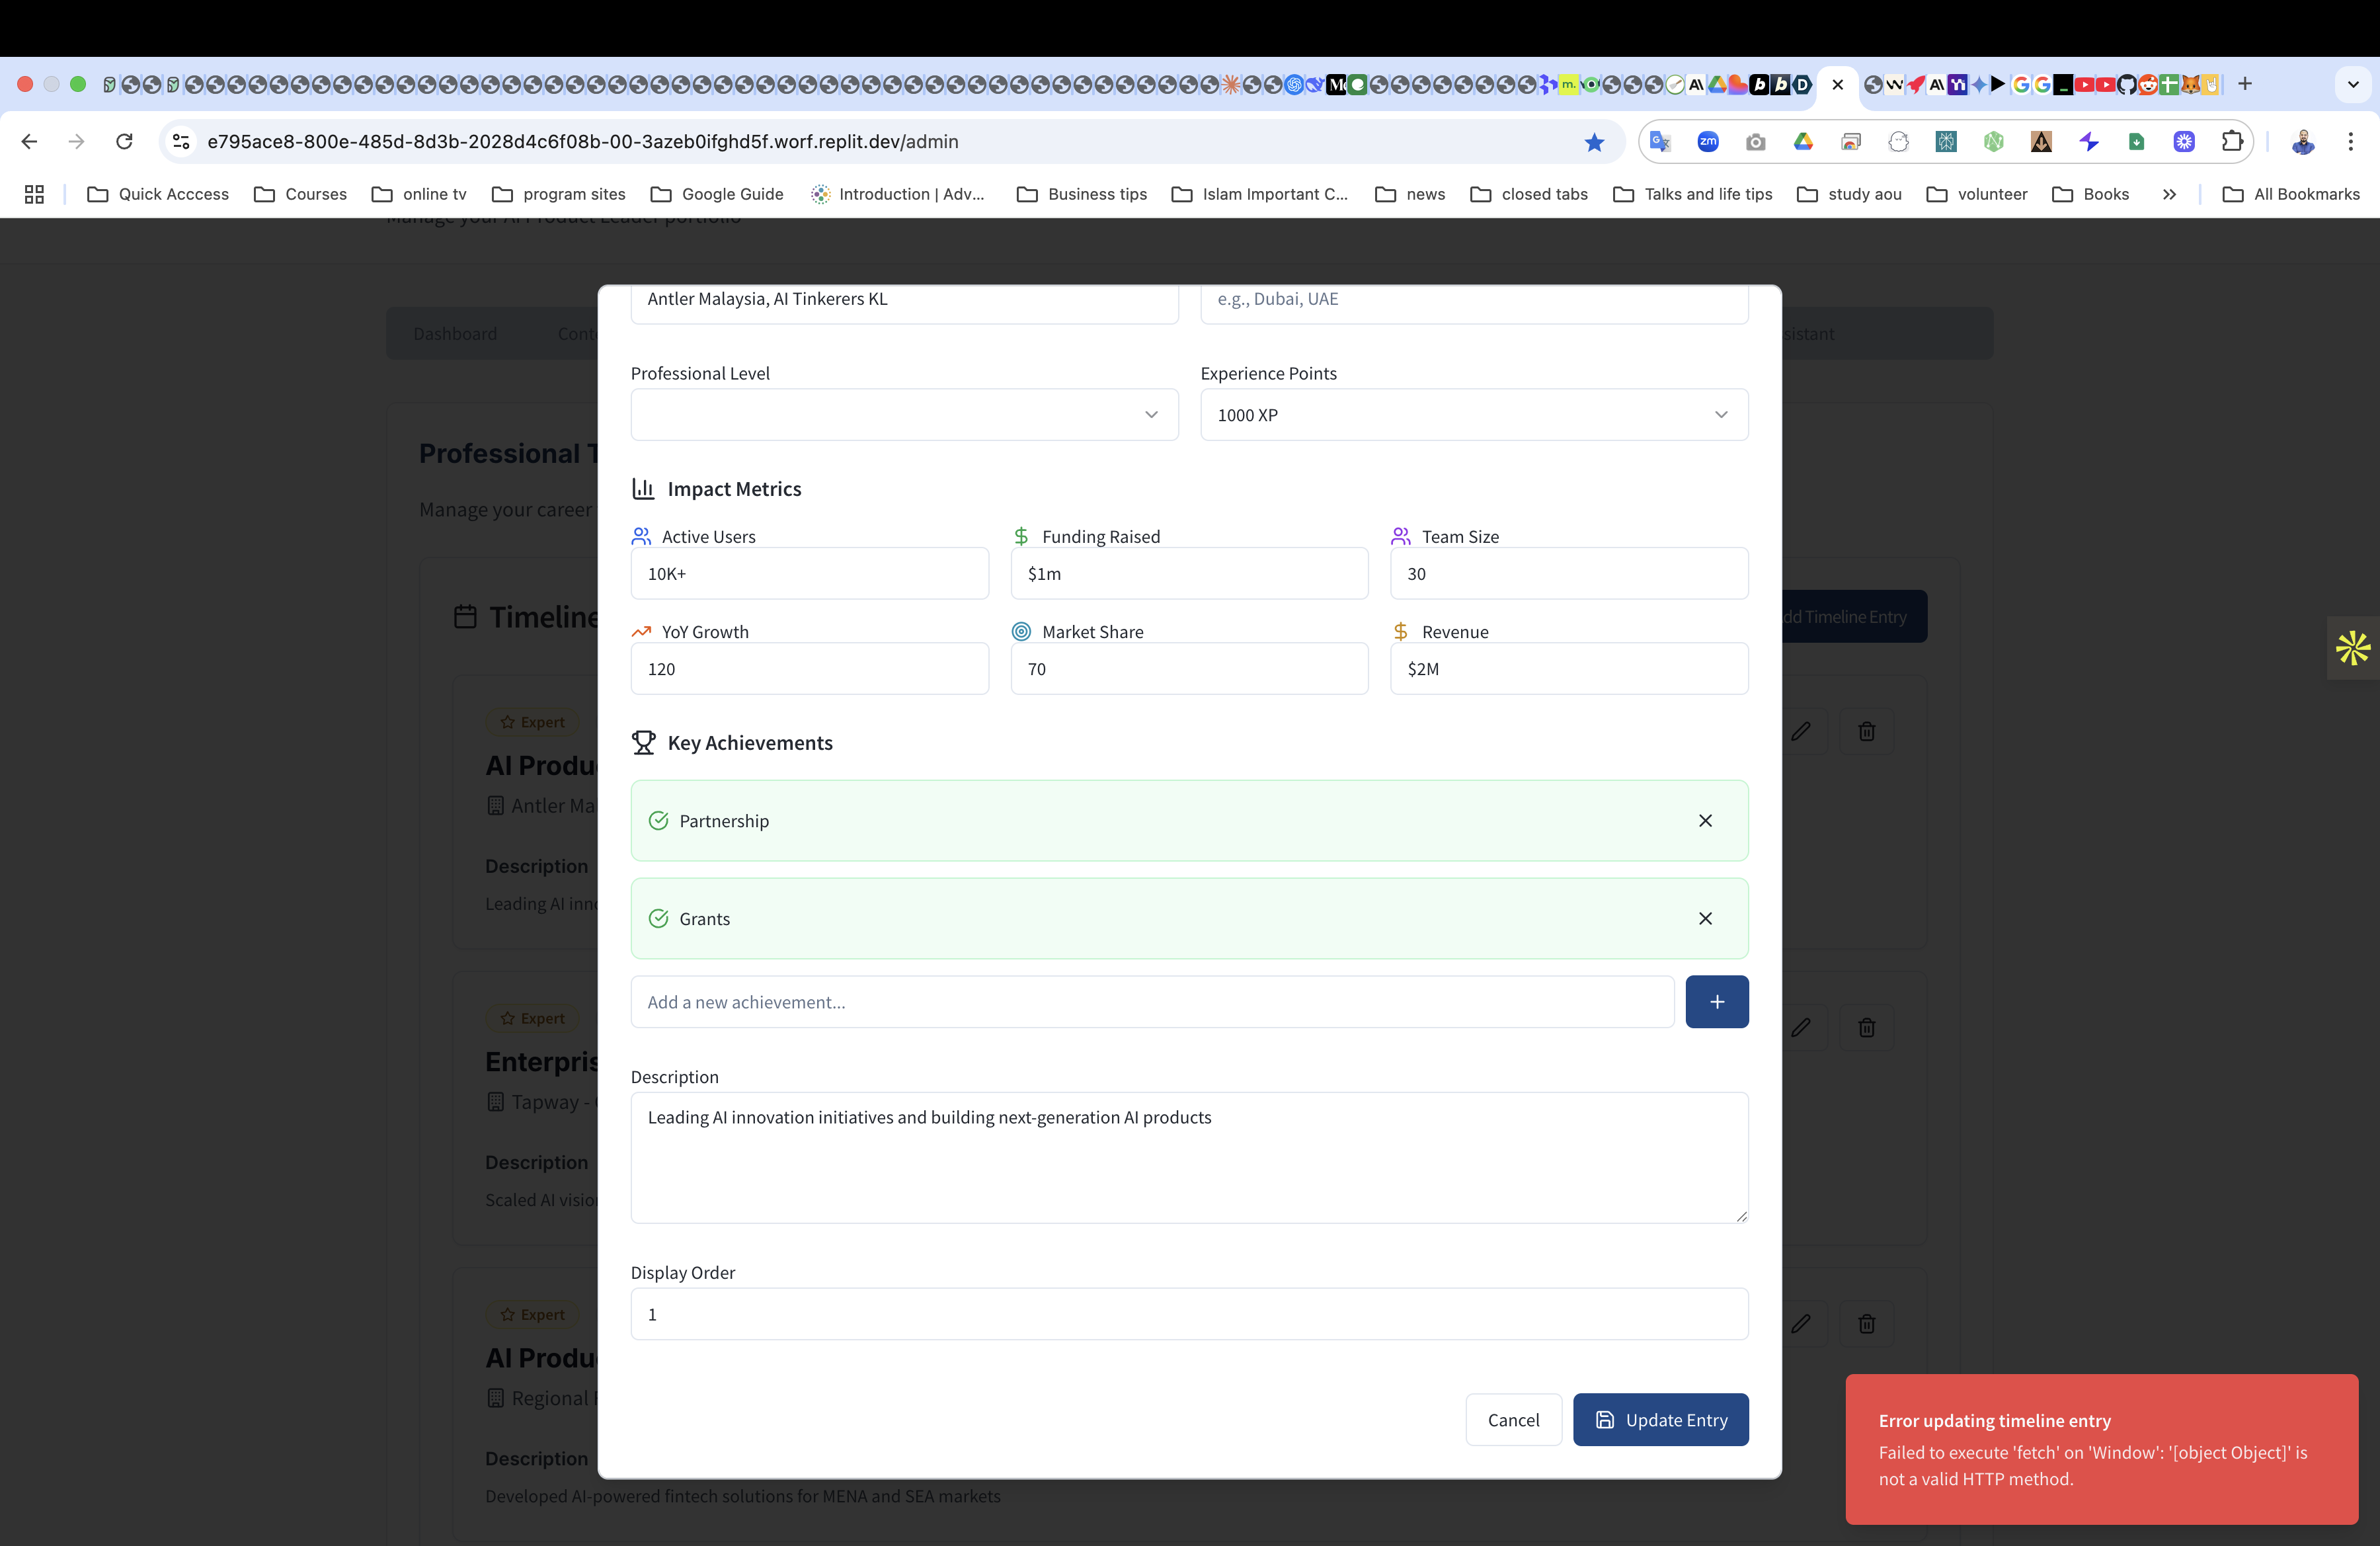 e795ace8-800e-485d-8d3b-2028d4c6f08b-00-3azeb0ifghd5f.worf.replit.dev/admin
Quick Acccess
Courses
online tv
program sites
Google Guide
Introduction | Adv...
Business tips
Islam Important C...
news
closed tabs
Talks and life tips
study aou
volunteer
Books
All Bookmarks
Manage your AI Product Leader portfolio
Dashboard
Conte
sistant
Professional T
Manage your career
Timeline
dd Timeline Entry
Expert
AI Produ
Antler Ma
Description
Leading AI inno
Expert
Enterpris
Tapway -
Description
Scaled AI visio
Expert
AI Produ
Regional
Description
Developed AI-powered fintech solutions for MENA and SEA markets
Antler Malaysia, AI Tinkerers KL
e.g., Dubai, UAE
Professional Level
Experience Points
1000 XP
Impact Metrics
Active Users
Funding Raised
Team Size
10K+
$1m
30
YoY Growth
Market Share
Revenue
120
70
$2M
Key Achievements
Partnership
Grants
Add a new achievement...
Description
Leading AI innovation initiatives and building next-generation AI products
Display Order
1
Cancel
Update Entry
Error updating timeline entry
Failed to execute 'fetch' on 'Window': '[object Object]' is
not a valid HTTP method.